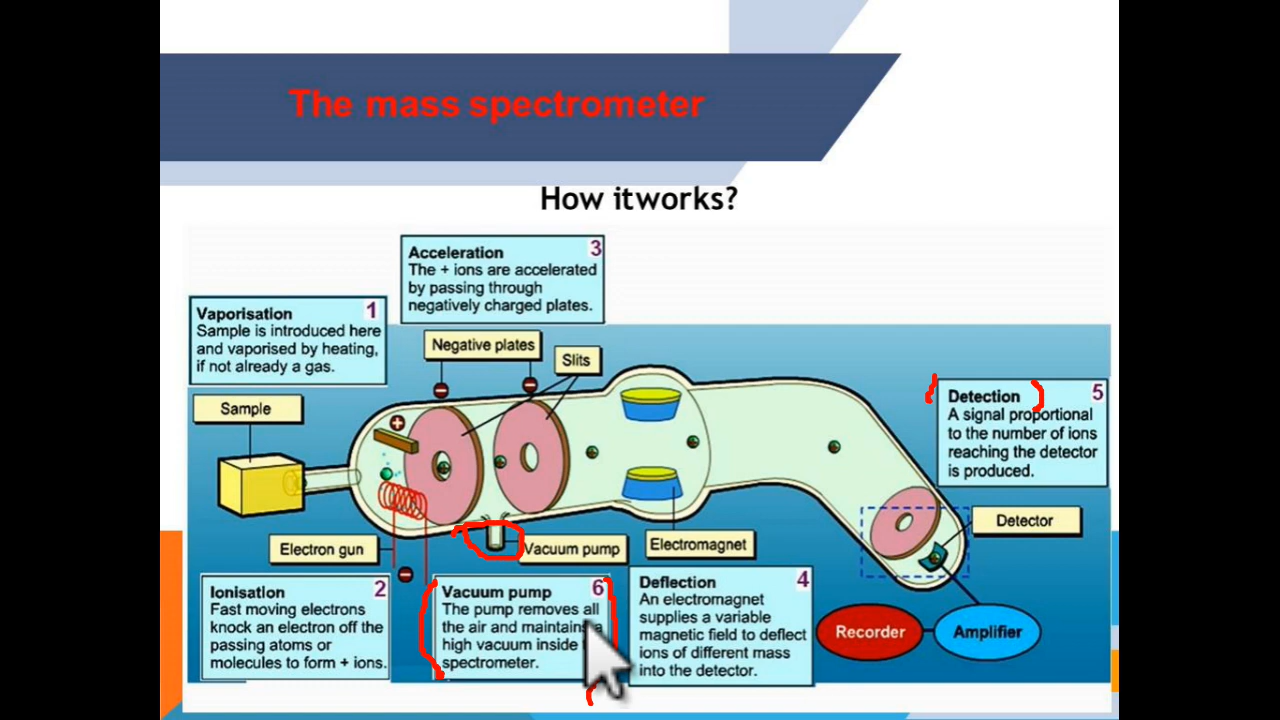 The mass spectrometer
How itworks?
Acceleration 3
The + ions are accelerated
by passing through
negatively charged plates.
Vaporisation 1
Sample is introduced here
and vaporised by heating,
if not already a gas.
Negative plates
Slits
Sample
Detection 5
A signal proportional
to the number of ions
reaching the detector
is produced.
Detector
Electron gun
Vacuum pump
Electromagnet
Ionisation 2
Fast moving electrons
knock an electron off the
passing atoms or
molecules to form + ions.
Vacuum pump 6
The pump removes all
the air and maintains a
high vacuum inside
spectrometer.
Deflection 4
An electromagnet
supplies a variable
magnetic field to deflect
ions of different mass
into the detector.
Recorder
Amplifier